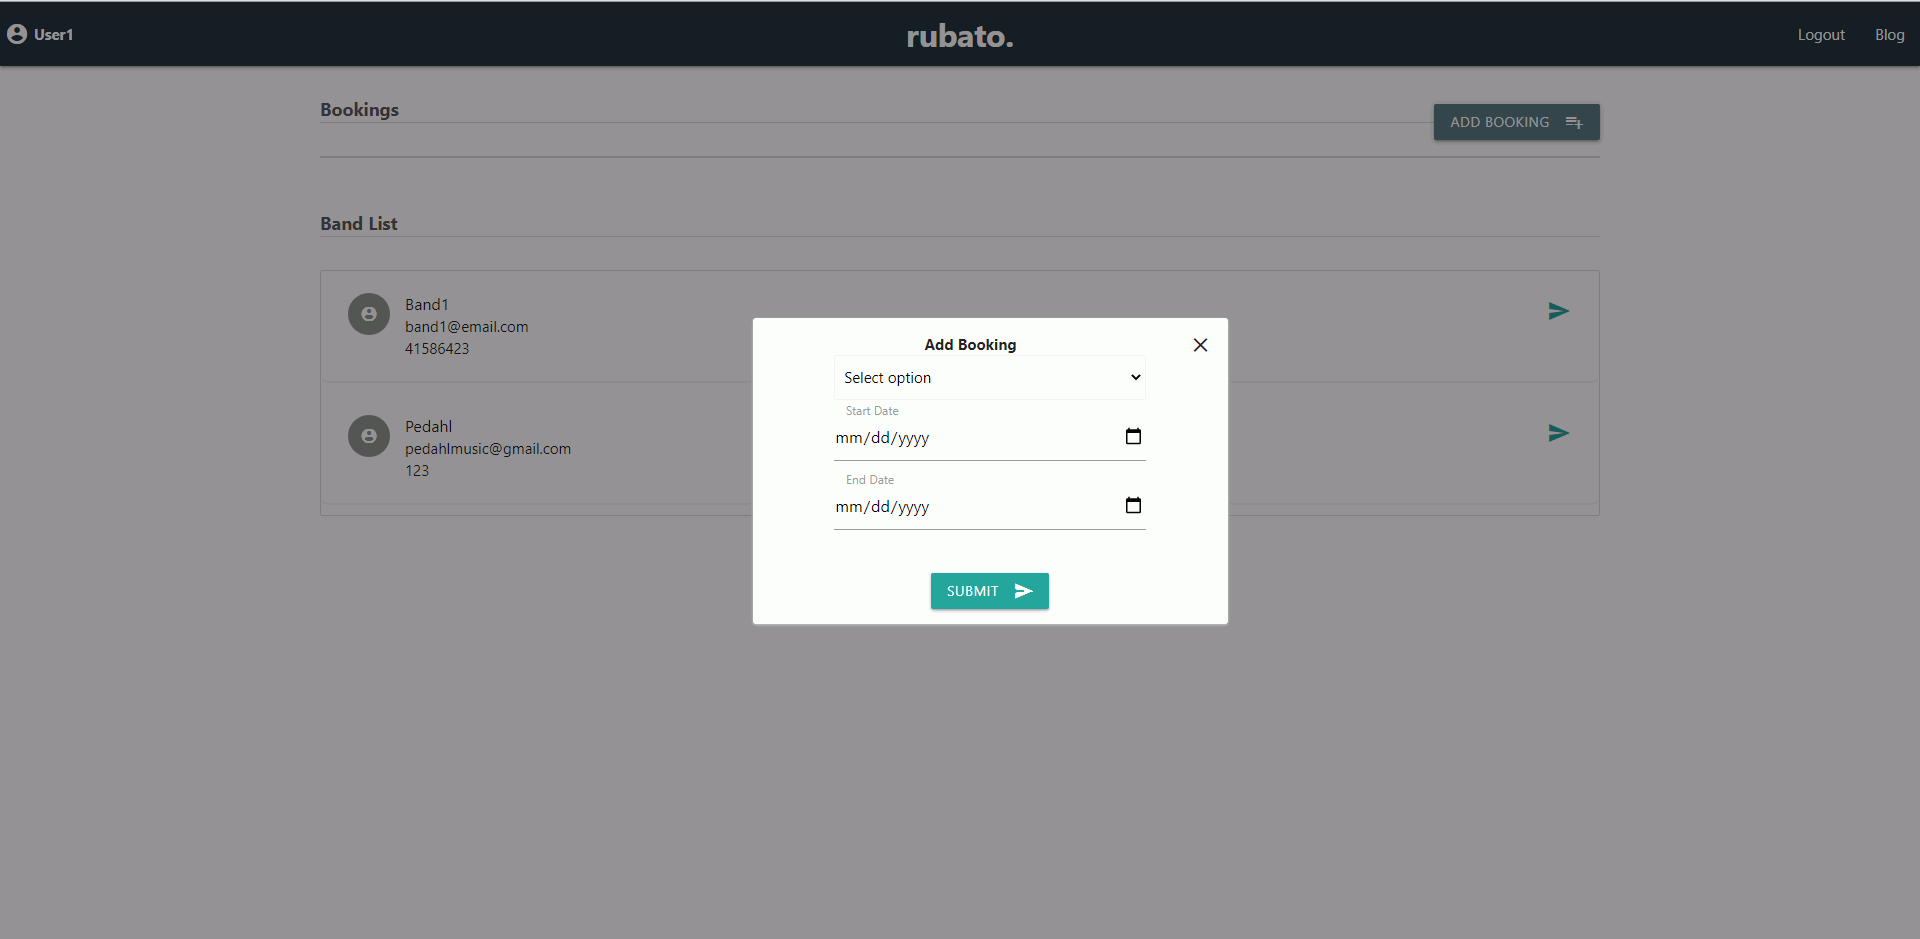 User1
rubato.
Logout
Blog
Bookings
ADD BOOKING
Band List
Band1
band1@email.com
41586423
Pedahl
pedahlmusic@gmail.com
123
Add Booking
Select option
Start Date
mm/dd/yyyy
End Date
mm/dd/yyyy
SUBMIT